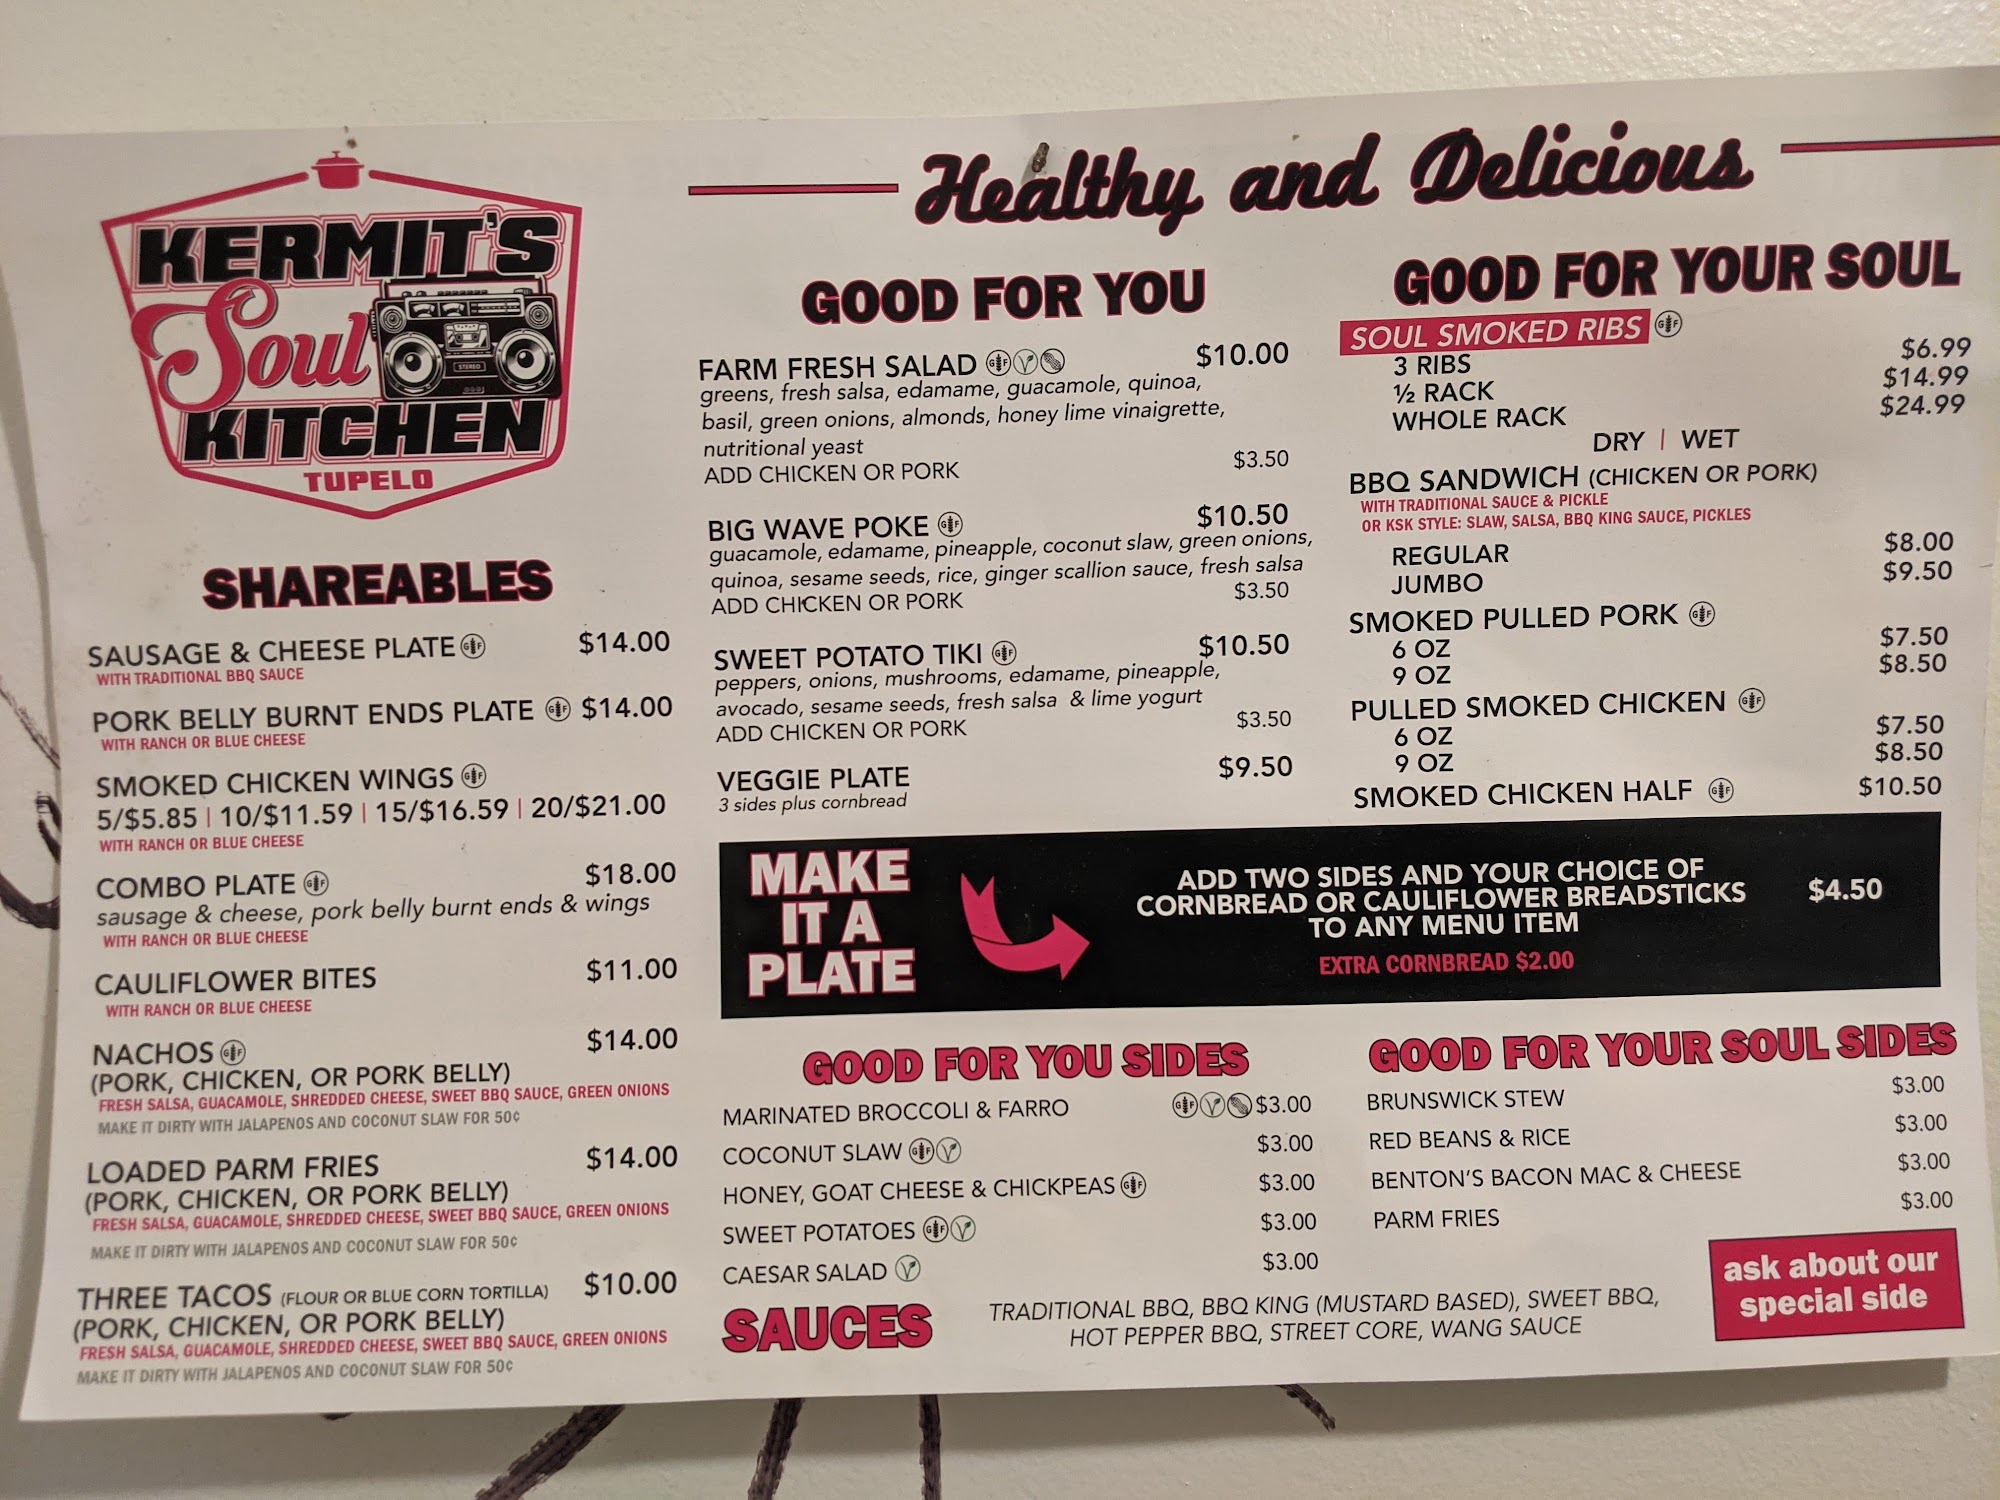 KERMIT'S
Soul
STEREO
KITCHEN
TUPELO
SHAREABLES
SAUSAGE & CHEESE PLATE GF $14.00
WITH TRADITIONAL BBQ SAUCE
PORK BELLY BURNT ENDS PLATE GF $14.00
WITH RANCH OR BLUE CHEESE
SMOKED CHICKEN WINGS GF
5/$5.85 | 10/$11.59 | 15/$16.59 | 20/$21.00
WITH RANCH OR BLUE CHEESE
COMBO PLATE GF $18.00
sausage & cheese, pork belly burnt ends & wings
WITH RANCH OR BLUE CHEESE
CAULIFLOWER BITES $11.00
WITH RANCH OR BLUE CHEESE
NACHOS GF $14.00
(PORK, CHICKEN, OR PORK BELLY)
FRESH SALSA, GUACAMOLE, SHREDDED CHEESE, SWEET BBQ SAUCE, GREEN ONIONS
MAKE IT DIRTY WITH JALAPENOS AND COCONUT SLAW FOR 50¢
LOADED PARM FRIES $14.00
(PORK, CHICKEN, OR PORK BELLY)
FRESH SALSA, GUACAMOLE, SHREDDED CHEESE, SWEET BBQ SAUCE, GREEN ONIONS
MAKE IT DIRTY WITH JALAPENOS AND COCONUT SLAW FOR 50¢
THREE TACOS (FLOUR OR BLUE CORN TORTILLA) $10.00
(PORK, CHICKEN, OR PORK BELLY)
FRESH SALSA, GUACAMOLE, SHREDDED CHEESE, SWEET BBQ SAUCE, GREEN ONIONS
MAKE IT DIRTY WITH JALAPENOS AND COCONUT SLAW FOR 50¢
Healthy and Delicious
GOOD FOR YOU
FARM FRESH SALAD GF V $10.00
greens, fresh salsa, edamame, guacamole, quinoa,
basil, green onions, almonds, honey lime vinaigrette,
nutritional yeast
ADD CHICKEN OR PORK $3.50
BIG WAVE POKE GF $10.50
guacamole, edamame, pineapple, coconut slaw, green onions,
quinoa, sesame seeds, rice, ginger scallion sauce, fresh salsa
ADD CHICKEN OR PORK $3.50
SWEET POTATO TIKI GF $10.50
peppers, onions, mushrooms, edamame, pineapple,
avocado, sesame seeds, fresh salsa & lime yogurt
ADD CHICKEN OR PORK $3.50
VEGGIE PLATE $9.50
3 sides plus cornbread
GOOD FOR YOUR SOUL
SOUL SMOKED RIBS GF
3 RIBS $6.99
½ RACK $14.99
WHOLE RACK $24.99
DRY | WET
BBQ SANDWICH (CHICKEN OR PORK)
WITH TRADITIONAL SAUCE & PICKLE
OR KSK STYLE: SLAW, SALSA, BBQ KING SAUCE, PICKLES
REGULAR $8.00
JUMBO $9.50
SMOKED PULLED PORK GF
6 OZ $7.50
9 OZ $8.50
PULLED SMOKED CHICKEN GF
6 OZ $7.50
9 OZ $8.50
SMOKED CHICKEN HALF GF $10.50
MAKE
IT A
PLATE
ADD TWO SIDES AND YOUR CHOICE OF
CORNBREAD OR CAULIFLOWER BREADSTICKS $4.50
TO ANY MENU ITEM
EXTRA CORNBREAD $2.00
GOOD FOR YOU SIDES
MARINATED BROCCOLI & FARRO GF V $3.00
COCONUT SLAW GF V $3.00
HONEY, GOAT CHEESE & CHICKPEAS GF $3.00
SWEET POTATOES GF V $3.00
CAESAR SALAD V $3.00
GOOD FOR YOUR SOUL SIDES
BRUNSWICK STEW $3.00
RED BEANS & RICE $3.00
BENTON'S BACON MAC & CHEESE $3.00
PARM FRIES $3.00
ask about our
special side
SAUCES
TRADITIONAL BBQ, BBQ KING (MUSTARD BASED), SWEET BBQ,
HOT PEPPER BBQ, STREET CORE, WANG SAUCE